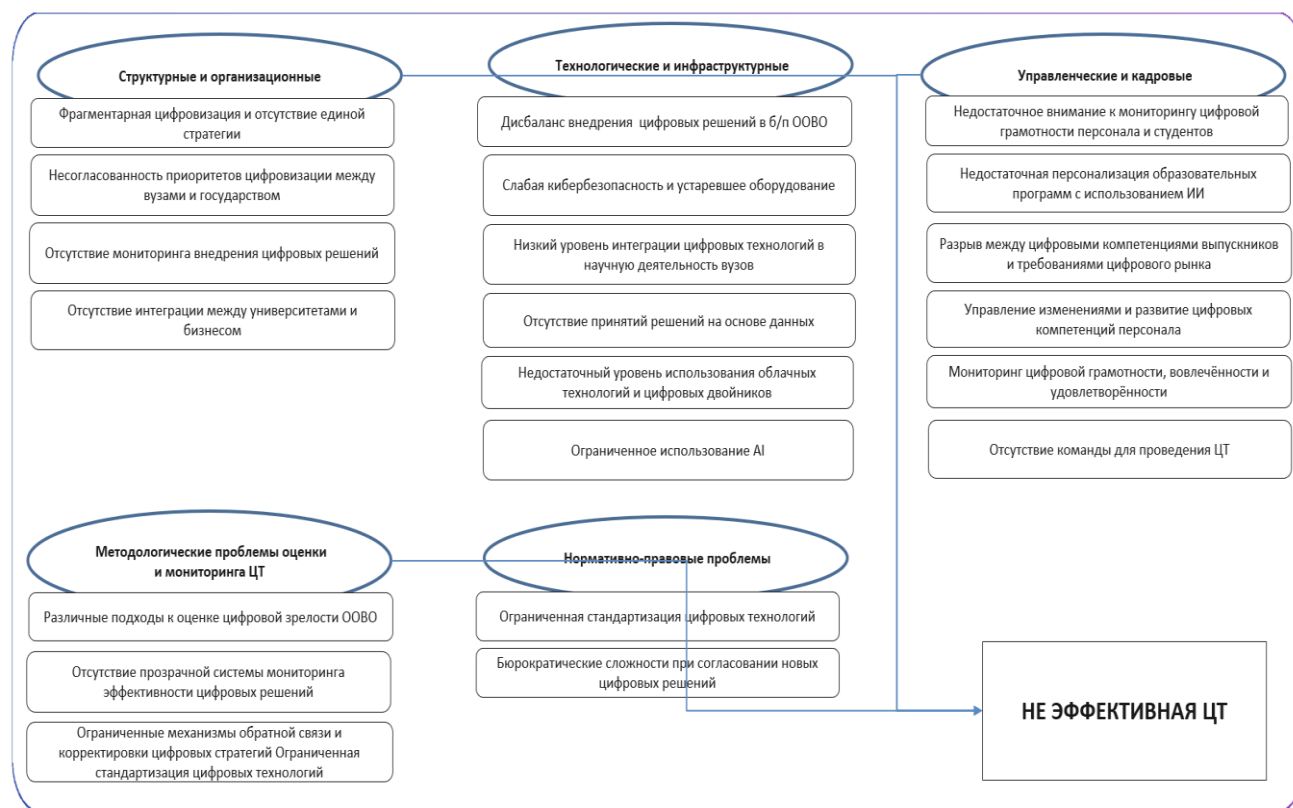 Структурные и организационные
Фрагментарная цифровизация и отсутствие единой
стратегии
Несогласованность приоритетов цифровизации между
вузами и государством
Отсутствие мониторинга внедрения цифровых решений
Отсутствие интеграции между университетами и
бизнесом
Технологические и инфраструктурные
Дисбаланс внедрения цифровых решений в б/п ООВО
Слабая кибербезопасность и устаревшее оборудование
Низкий уровень интеграции цифровых технологий в
научную деятельность вузов
Отсутствие принятий решений на основе данных
Недостаточный уровень использования облачных
технологий и цифровых двойников
Ограниченное использование AI
Управленческие и кадровые
Недостаточное внимание к мониторингу цифровой
грамотности персонала и студентов
Недостаточная персонализация образовательных
программ с использованием ИИ
Разрыв между цифровыми компетенциями выпускников
и требованиями цифрового рынка
Управление изменениями и развитие цифровых
компетенций персонала
Мониторинг цифровой грамотности, вовлечённости и
удовлетворённости
Отсутствие команды для проведения ЦТ
Методологические проблемы оценки
и мониторинга ЦТ
Различные подходы к оценке цифровой зрелости ООВО
Отсутствие прозрачной системы мониторинга
эффективности цифровых решений
Ограниченные механизмы обратной связи и
корректировки цифровых стратегий Ограниченная
стандартизация цифровых технологий
Нормативно-правовые проблемы
Ограниченная стандартизация цифровых технологий
Бюрократические сложности при согласовании новых
цифровых решений
НЕ ЭФФЕКТИВНАЯ ЦТ